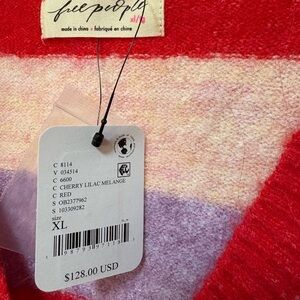 free people
xl/tg
made in china • fabriqué en chine
C 8114
V 034514
C 6600
C CHERRY LILAC MELANGE
C RED
S OB2377962
S 103309282
size
XL
$128.00 USD